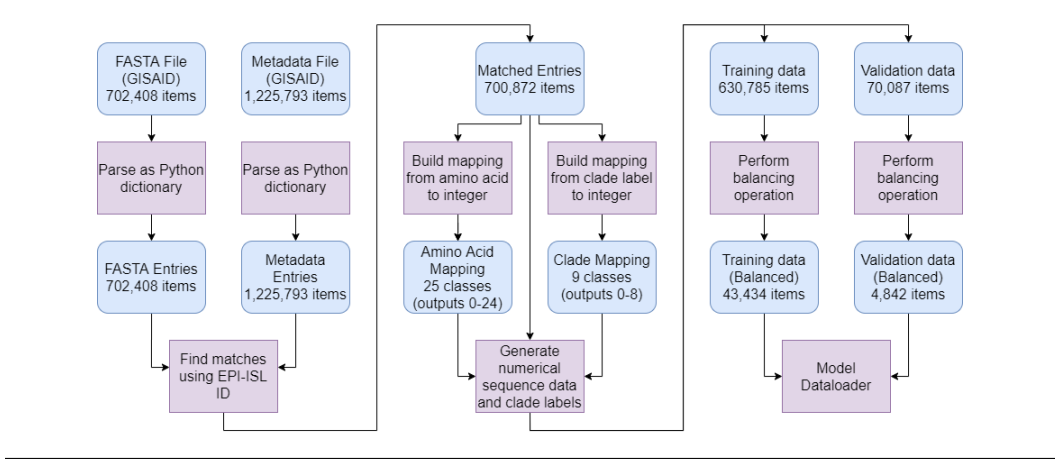 FASTA File
(GISAID)
702,408 items
Metadata File
(GISAID)
1,225,793 items
Parse as Python
dictionary
Parse as Python
dictionary
FASTA Entries
702,408 items
Metadata
Entries
1,225,793 items
Find matches
using EPI-ISL
ID
Matched Entries
700,872 items
Build mapping
from amino acid
to integer
Build mapping
from clade label
to integer
Amino Acid
Mapping
25 classes
(outputs 0-24)
Clade Mapping
9 classes
(outputs 0-8)
Generate
numerical
sequence data
and clade labels
Training data
630,785 items
Validation data
70,087 items
Perform
balancing
operation
Perform
balancing
operation
Training data
(Balanced)
43,434 items
Validation data
(Balanced)
4,842 items
Model
Dataloader